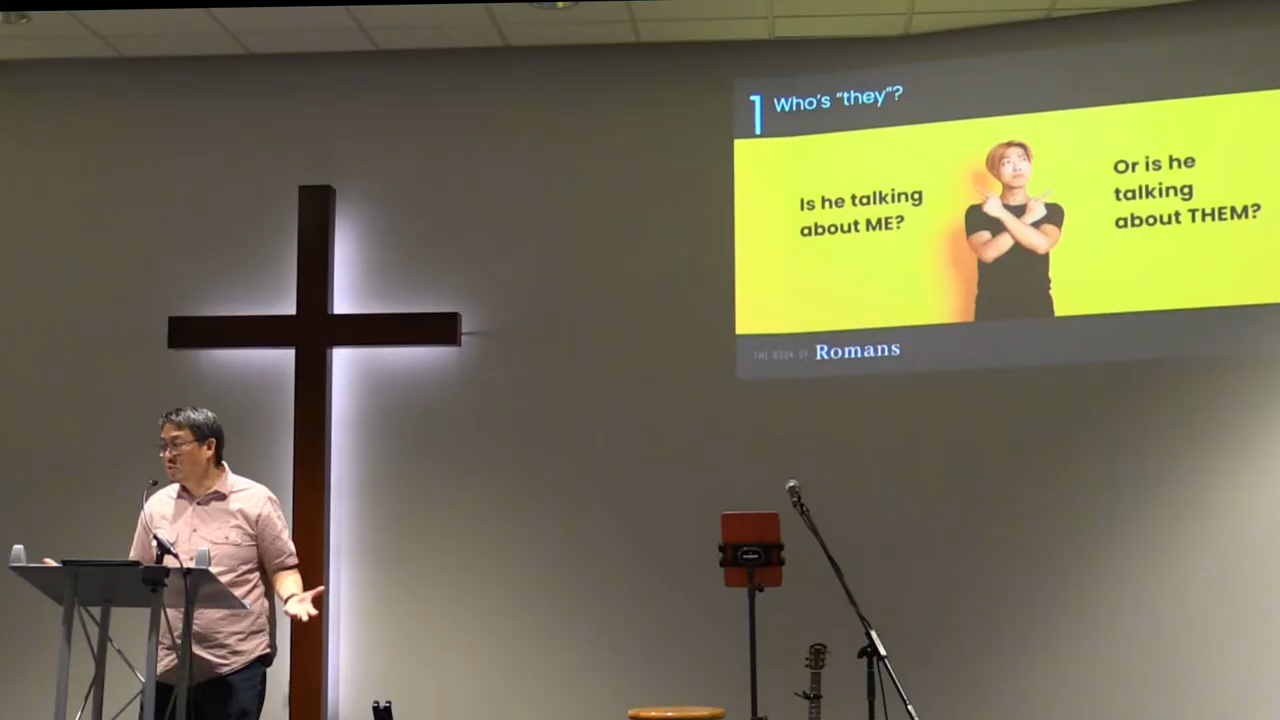 1 Who's "they"?
Is he talking
about ME?
Or is he
talking
about THEM?
THE BOOK OF Romans